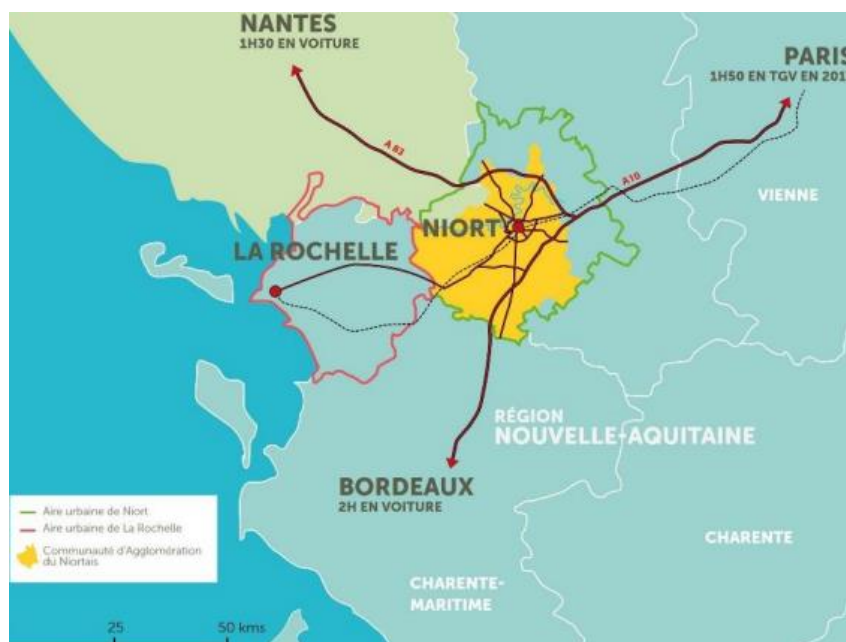 NANTES
1H30 EN VOITURE
PARIS
1H50 EN TGV EN 201
A 83
A10
VIENNE
NIORT
LA ROCHELLE
RÉGION
NOUVELLE-AQUITAINE
BORDEAUX
2H EN VOITURE
Aire urbaine de Niort
Aire urbaine de La Rochelle
Communauté d'Agglomération
du Niortais
CHARENTE
CHARENTE-
MARITIME
25 50 kms